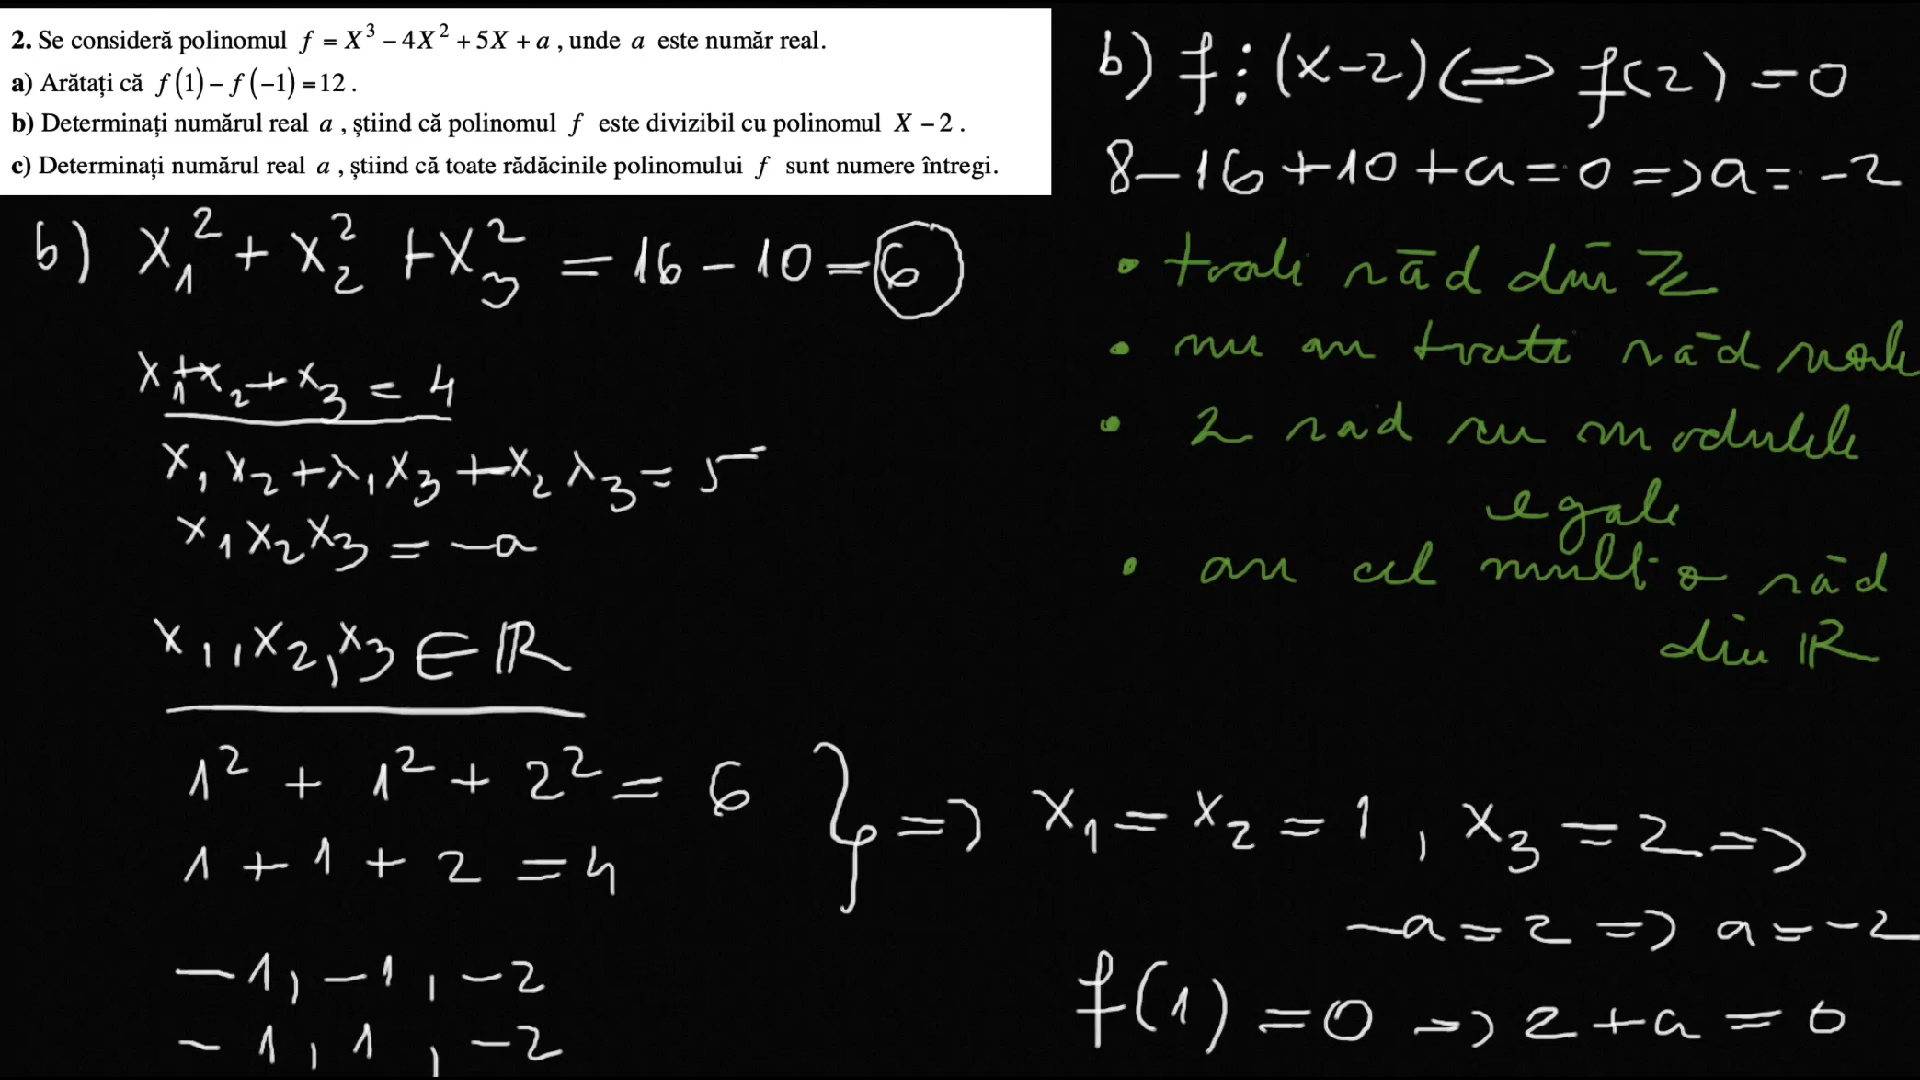 2. Se consideră polinomul f = X³ – 4X² + 5X + a , unde a este număr real.
a) Arătați că f(1) – f(–1) = 12 .
b) Determinați numărul real a , știind că polinomul f este divizibil cu polinomul X – 2 .
c) Determinați numărul real a , știind că toate rădăcinile polinomului f sunt numere întregi.
b) f ⋮ (X–2) (=> f(2) = 0
8 – 16 + 10 + a = 0 => a = –2
• toate răd din Z
• nu au toate răd reale
• 2 rad cu modulele
egale
• au cel mult o răd
din ℝ
b) x₁² + x₂² + x₃² = 16 – 10 = 6
x₁ + x₂ + x₃ = 4
x₁x₂ + x₁x₃ + x₂x₃ = 5
x₁x₂x₃ = –a
x₁, x₂, x₃ ∈ ℝ
1² + 1² + 2² = 6
1 + 1 + 2 = 4
} => x₁ = x₂ = 1 , x₃ = 2 =>
–a = 2 => a = –2
–1, –1, –2
–1, 1, –2
f(1) = 0 => 2 + a = 0